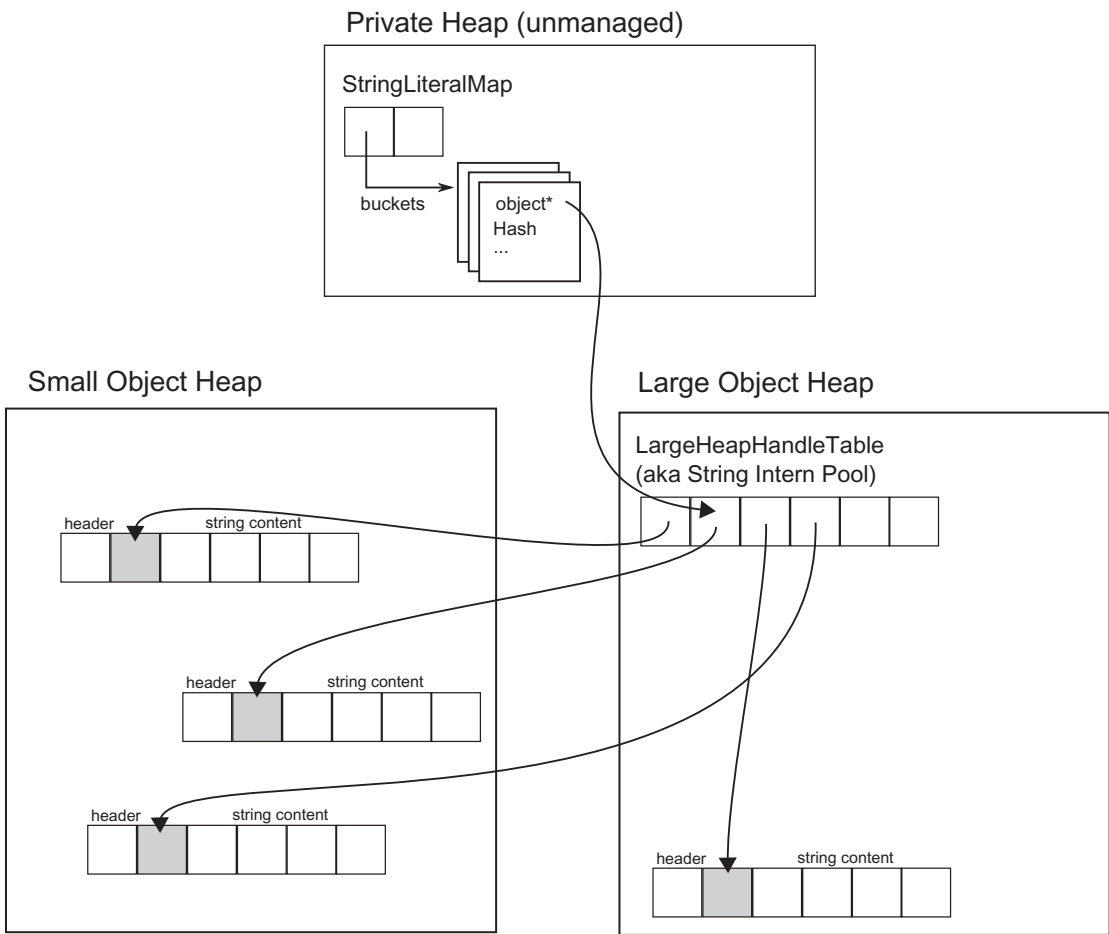 Private Heap (unmanaged)
StringLiteralMap
buckets
object*
Hash
...
Small Object Heap
header
string content
header
string content
header
string content
Large Object Heap
LargeHeapHandleTable
(aka String Intern Pool)
header
string content